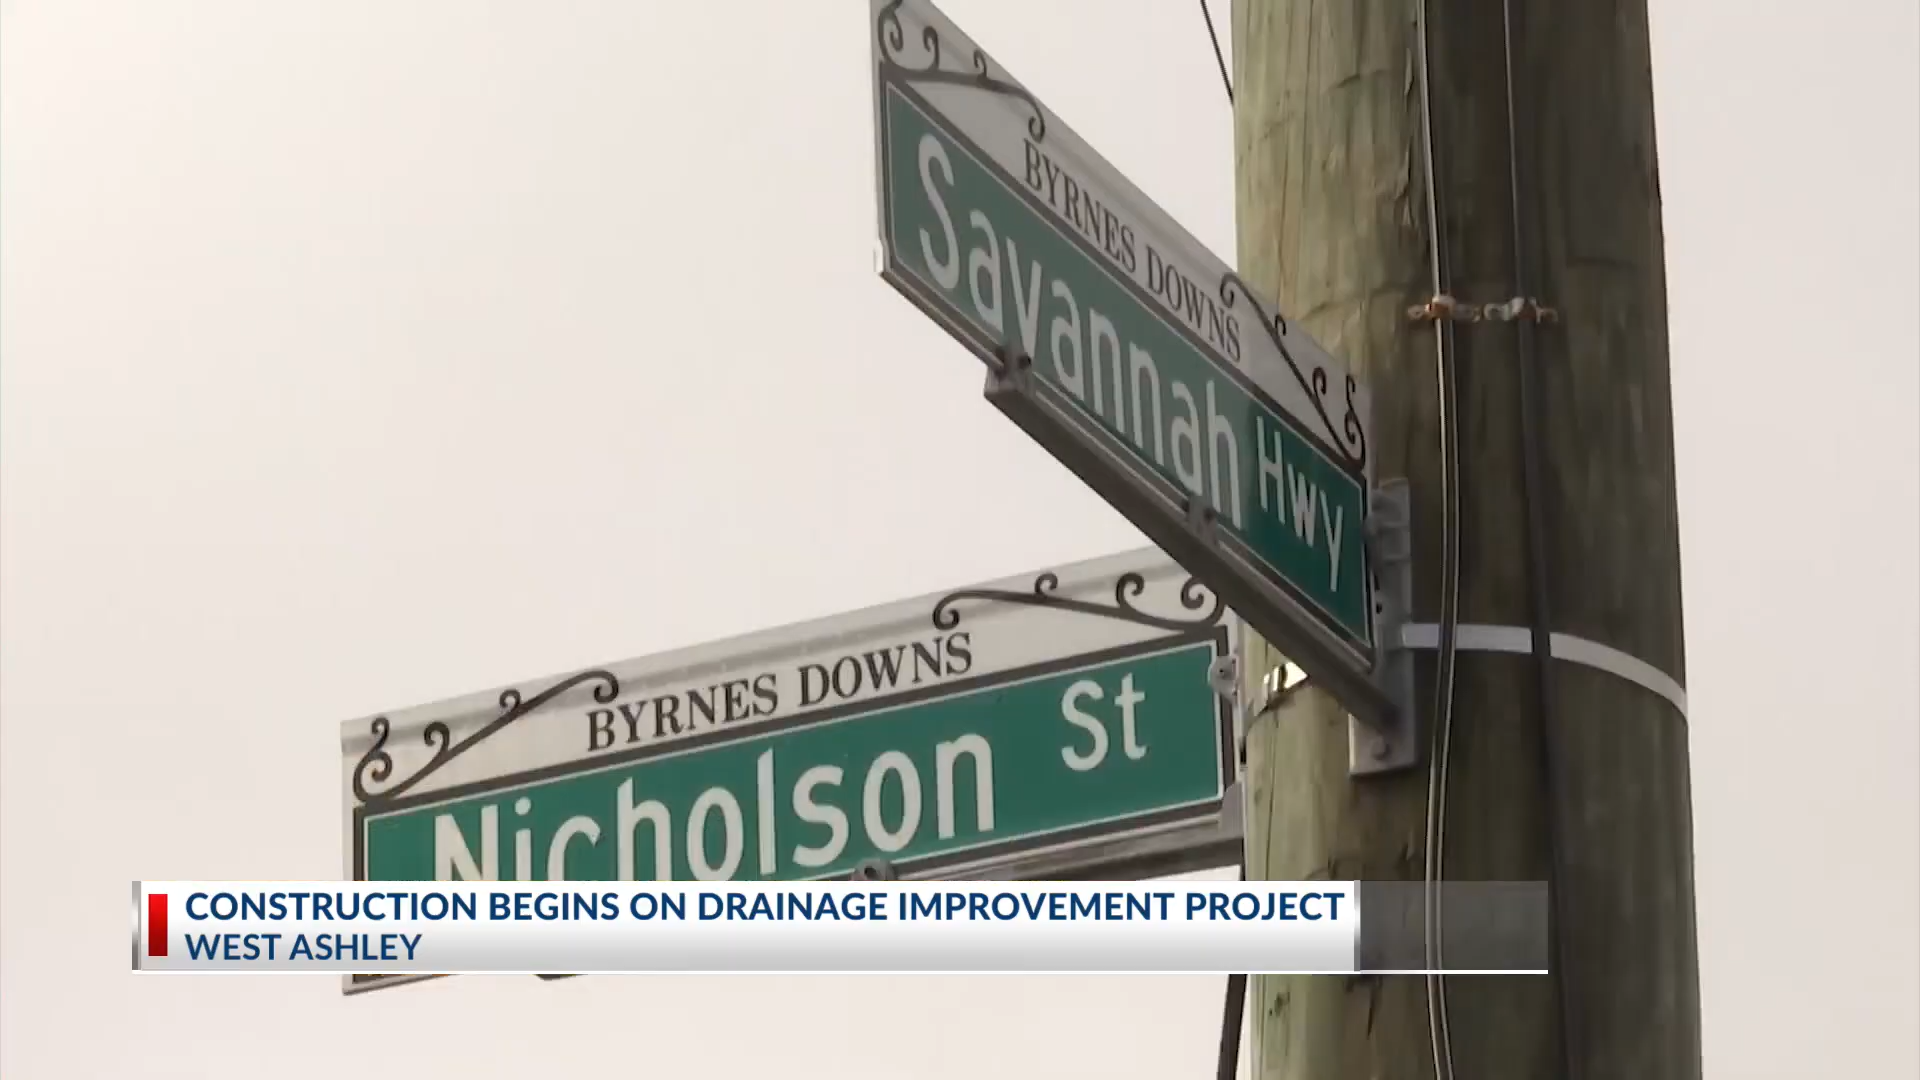 BYRNES DOWNS
Savannah Hwy
BYRNES DOWNS
Nicholson St
CONSTRUCTION BEGINS ON DRAINAGE IMPROVEMENT PROJECT
WEST ASHLEY